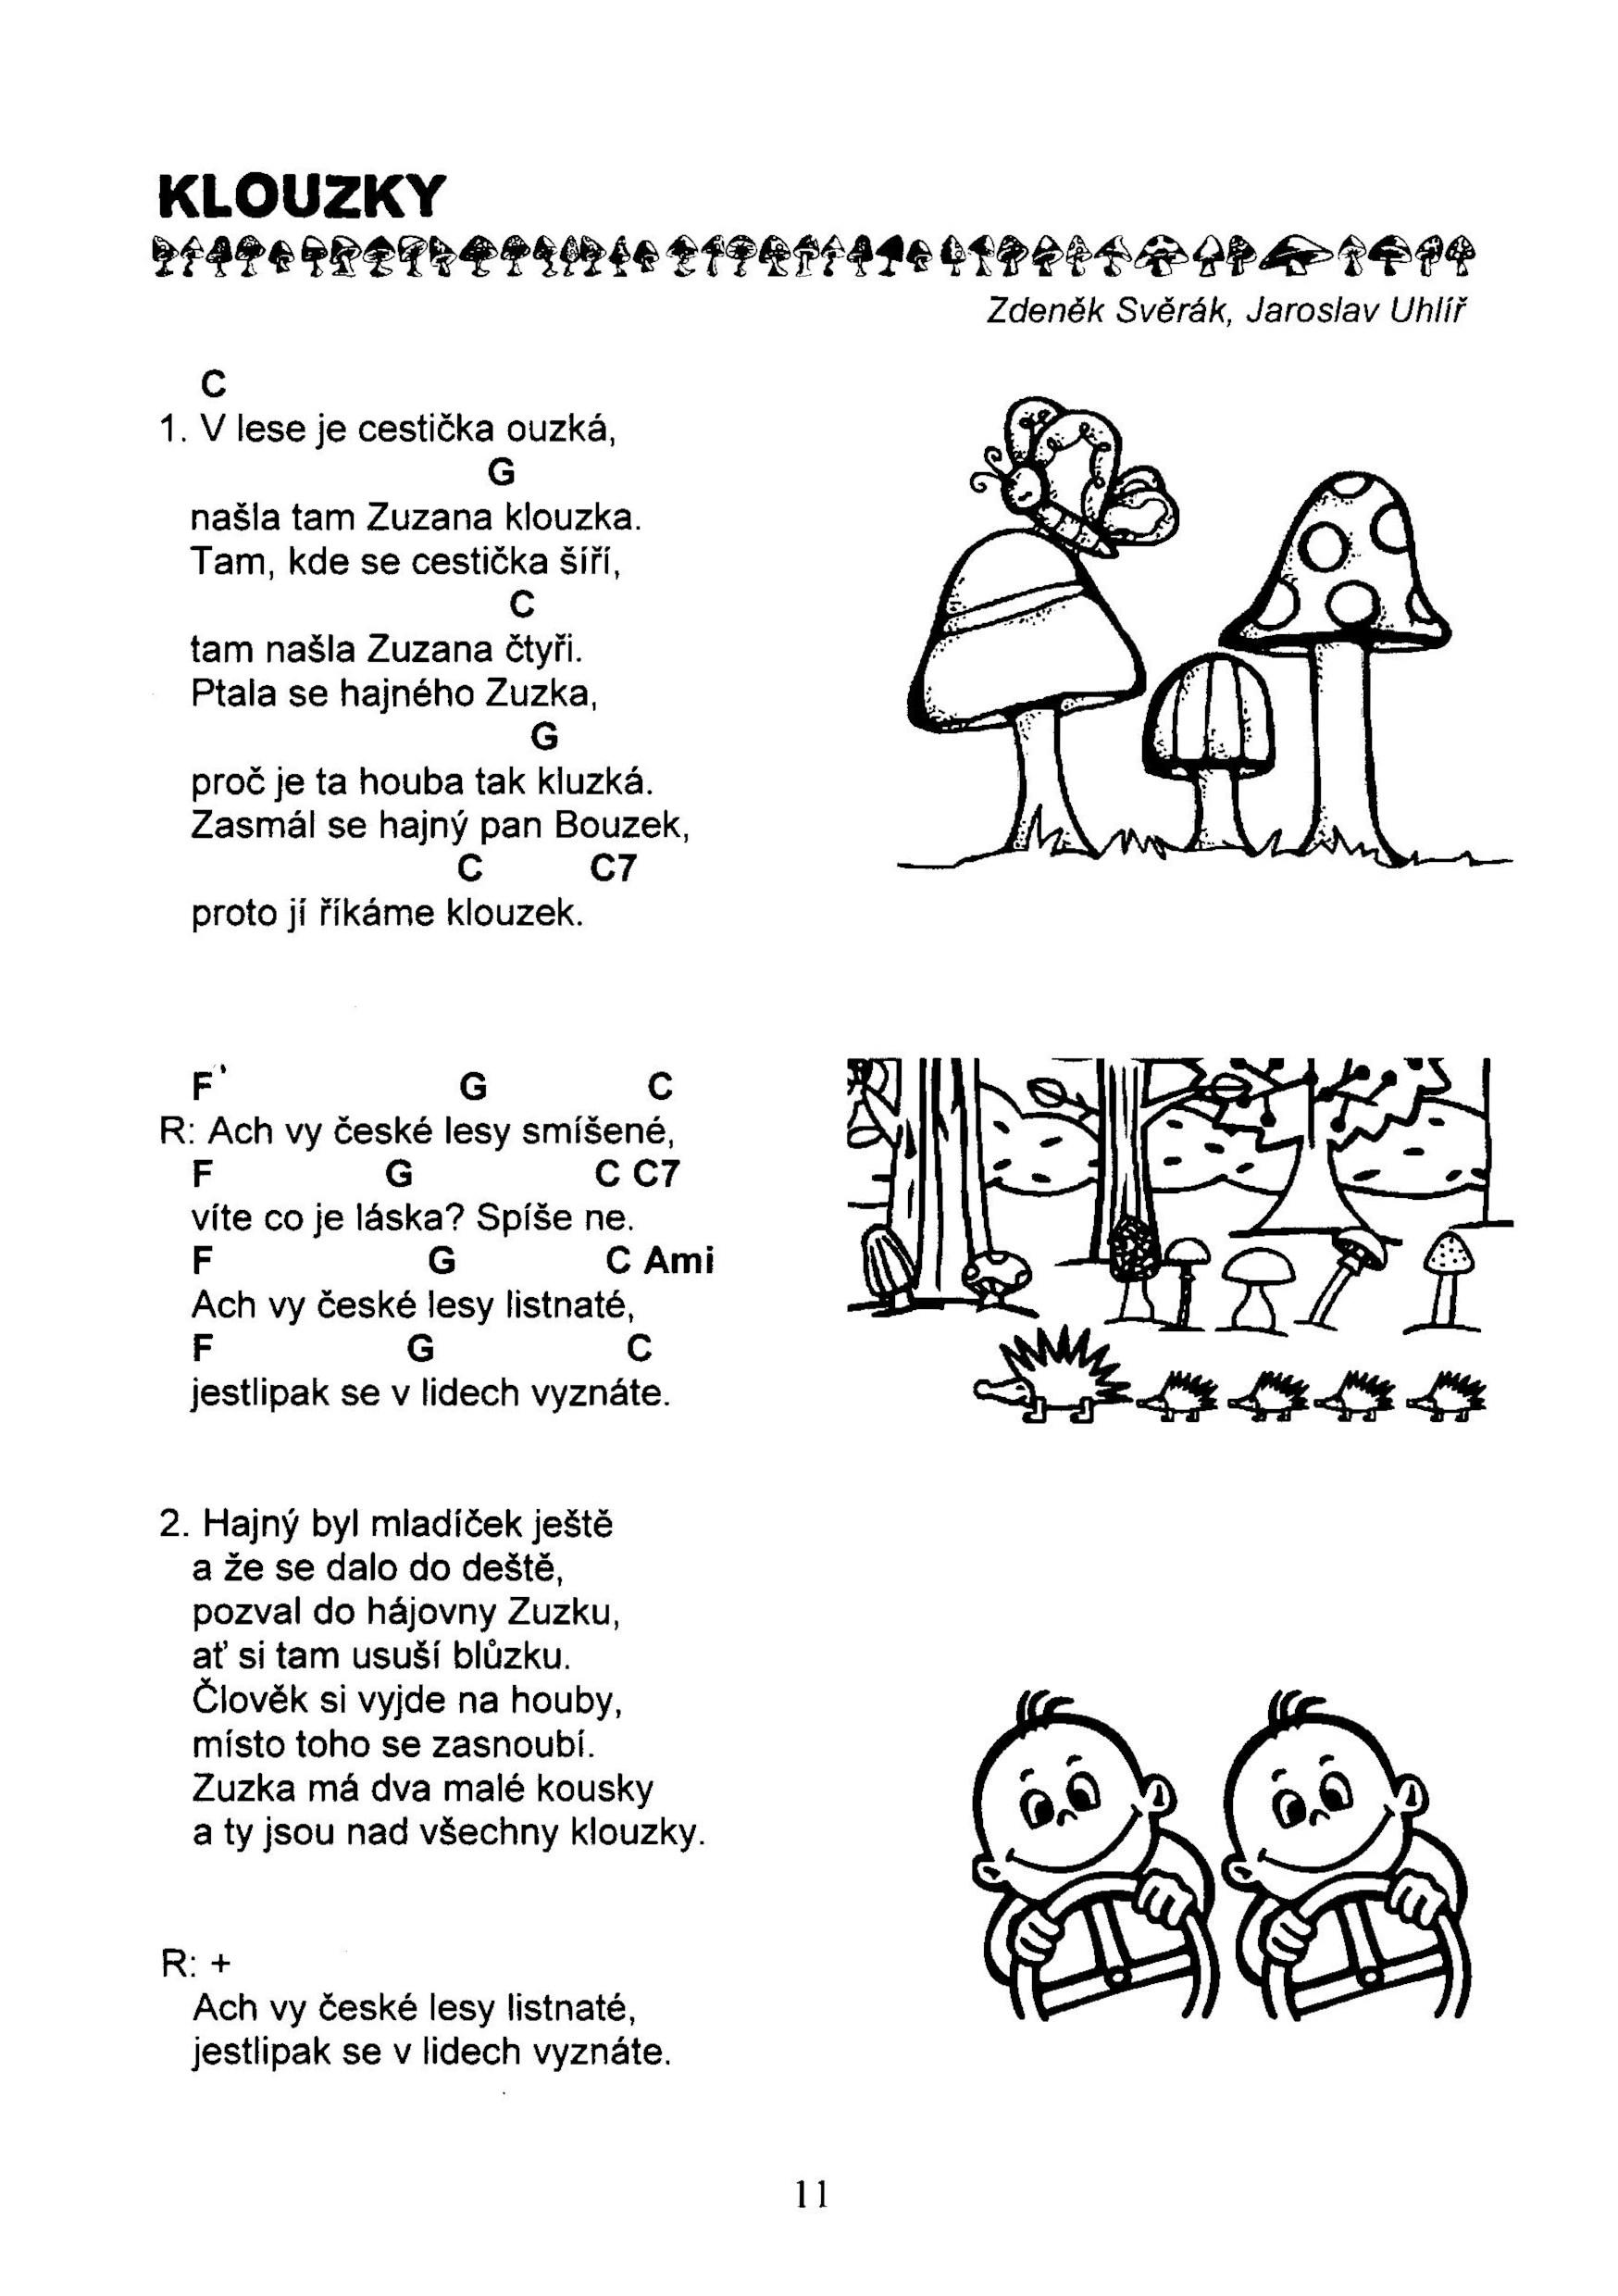 KLOUZKY
Zdeněk Svěrák, Jaroslav Uhlíř
C
1. V lese je cestička ouzká,
G
našla tam Zuzana klouzka.
Tam, kde se cestička šíří,
C
tam našla Zuzana čtyři.
Ptala se hajného Zuzka,
G
proč je ta houba tak kluzká.
Zasmál se hajný pan Bouzek,
C C7
proto jí říkáme klouzek.
F G C
R: Ach vy české lesy smíšené,
F G C C7
víte co je láska? Spíše ne.
F G C Ami
Ach vy české lesy listnaté,
F G C
jestlipak se v lidech vyznáte.
2. Hajný byl mladíček ještě
a že se dalo do deště,
pozval do hájovny Zuzku,
ať si tam usuší blůzku.
Člověk si vyjde na houby,
místo toho se zasnoubí.
Zuzka má dva malé kousky
a ty jsou nad všechny klouzky.
R: +
Ach vy české lesy listnaté,
jestlipak se v lidech vyznáte.
11